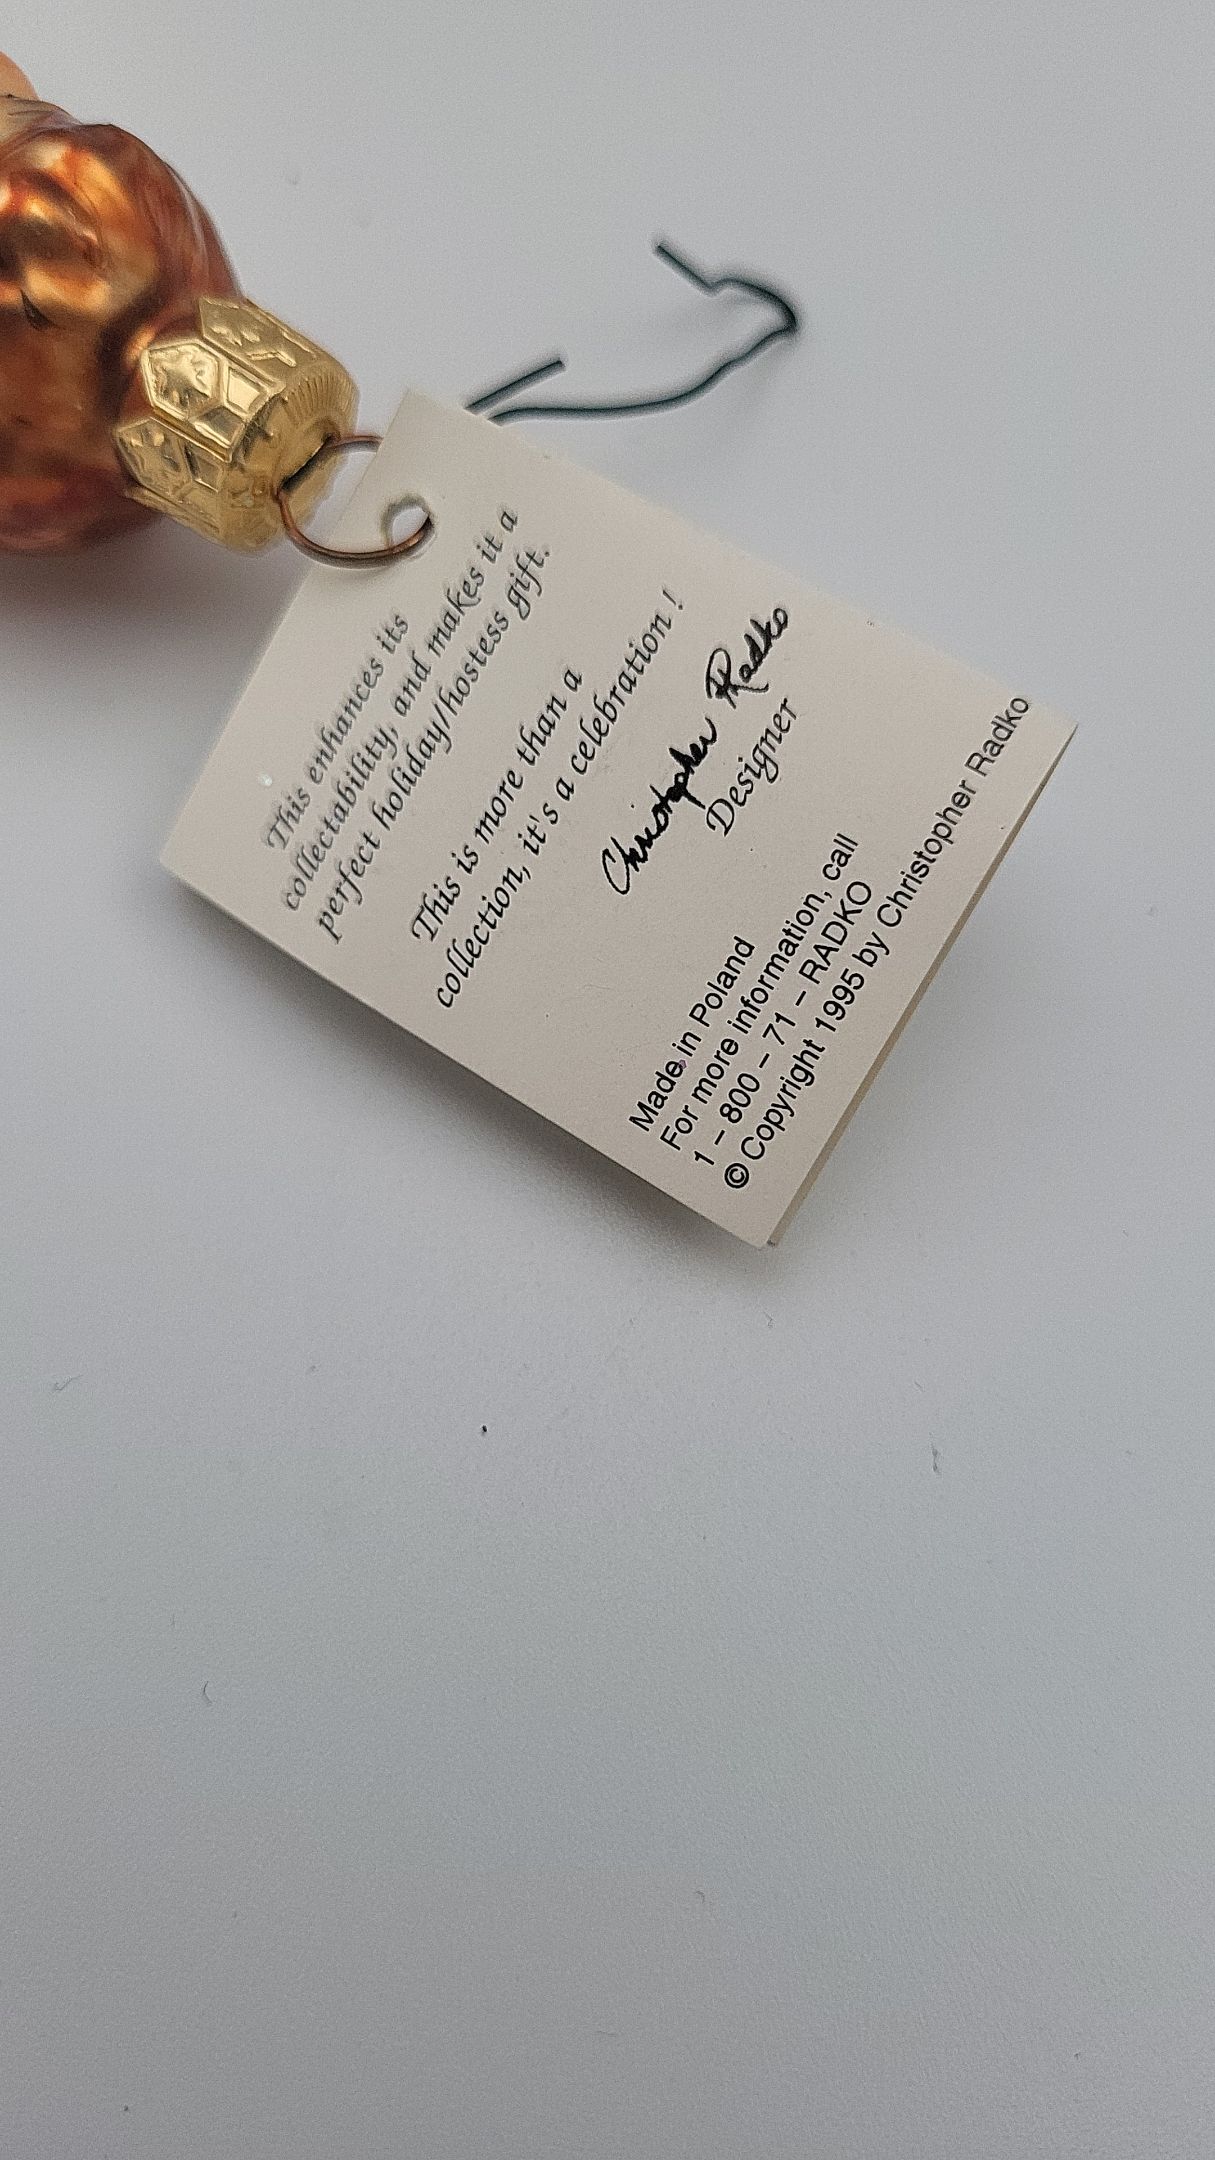 This enhances its
collectability, and makes it a
perfect holiday/hostess gift.
This is more than a
collection, it's a celebration !
Christopher Radko
Designer
Made in Poland
For more information, call
1 – 800 – 71 – RADKO
© Copyright 1995 by Christopher Radko